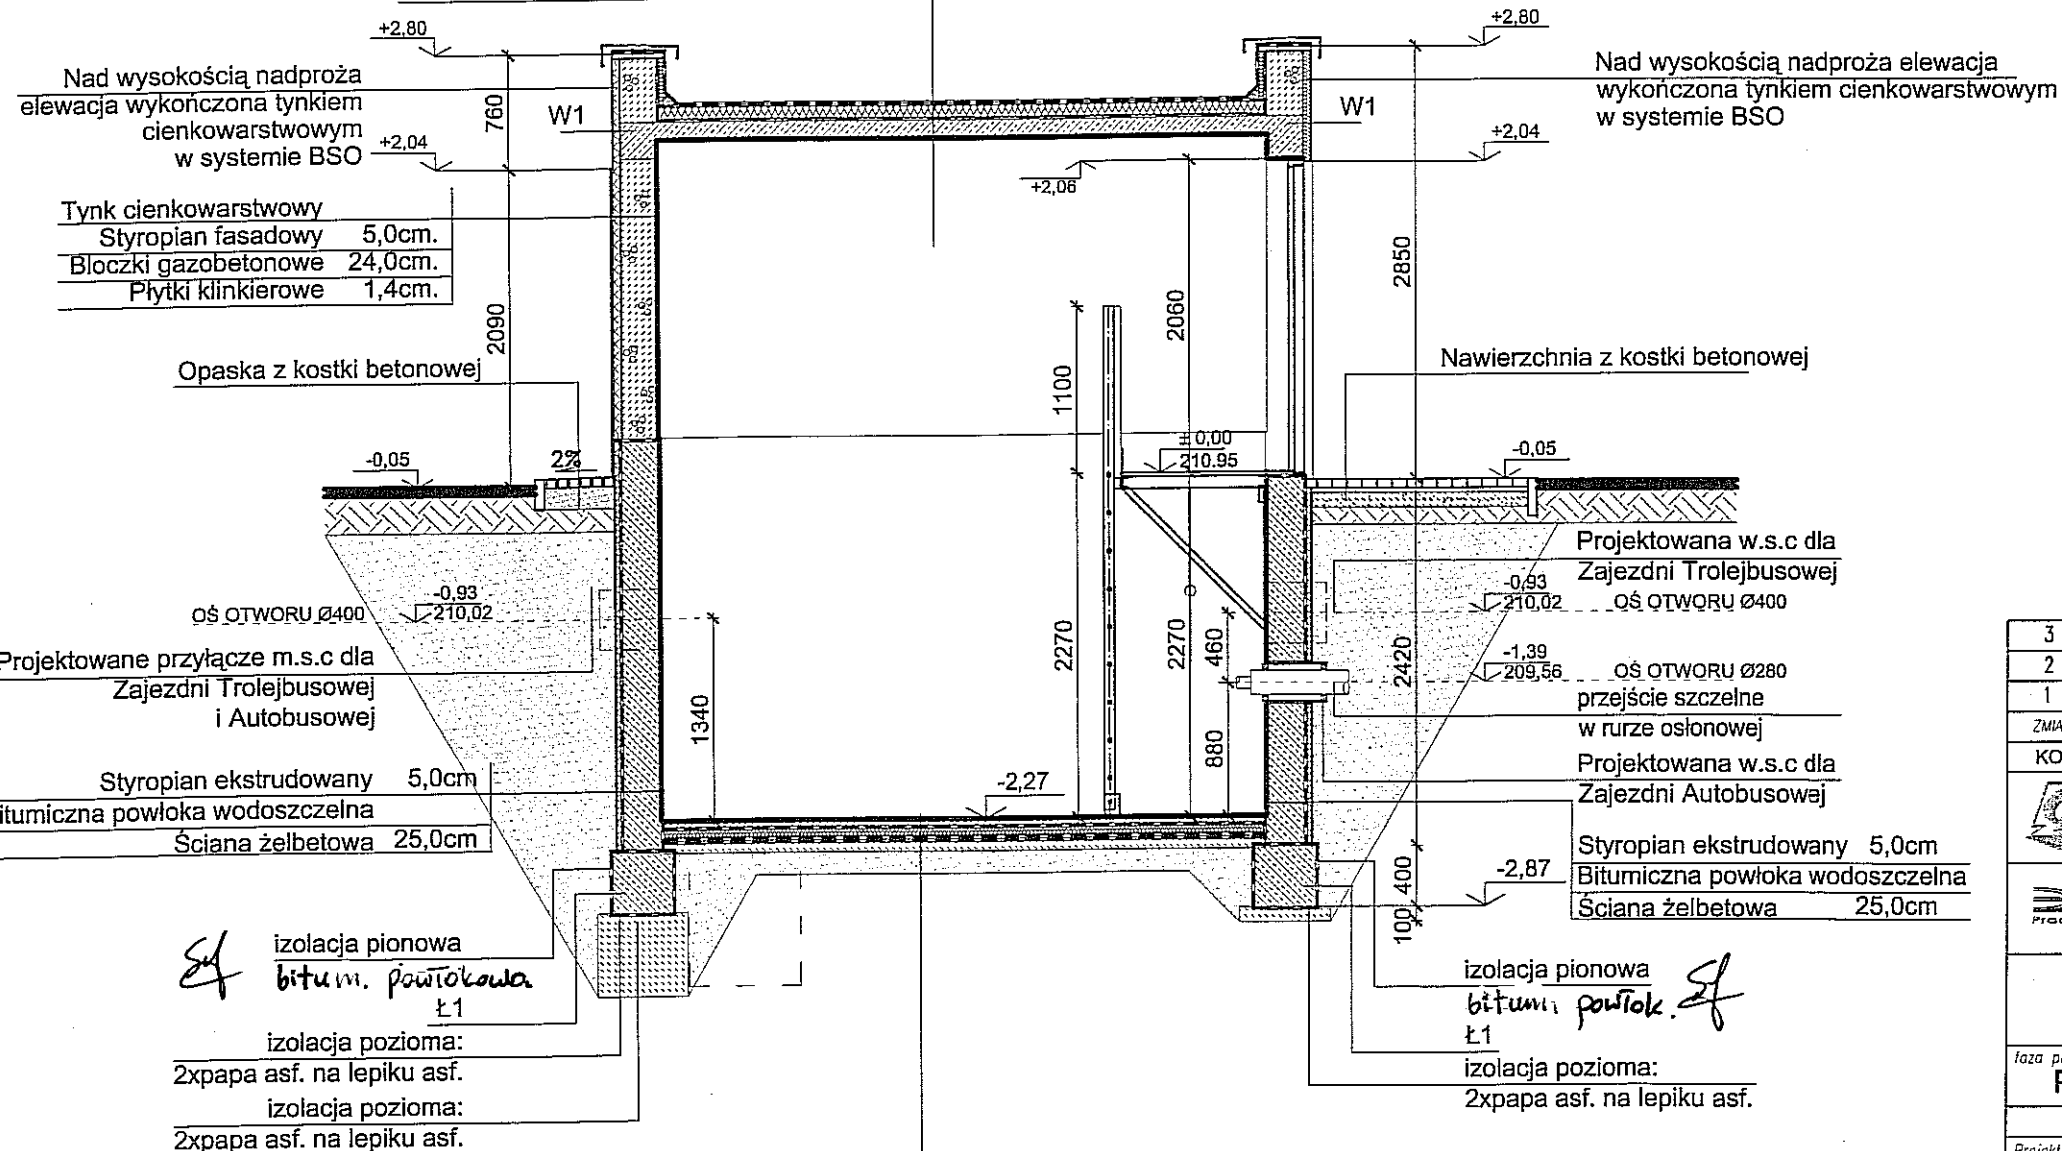 +2,80
Nad wysokością nadproża
elewacja wykończona tynkiem
cienkowarstwowym
w systemie BSO
760
+2,04
W1
W1
+2,80
Nad wysokością nadproża elewacja
wykończona tynkiem cienkowarstwowym
w systemie BSO
+2,04
+2,06
Tynk cienkowarstwowy
Styropian fasadowy 5,0cm.
Bloczki gazobetonowe 24,0cm.
Płytki klinkierowe 1,4cm.
2090
2060
2850
1100
Opaska z kostki betonowej
Nawierzchnia z kostki betonowej
-0,05
2%
± 0,00
210.95
-0,05
OŚ OTWORU Ø400
-0,93
210,02
Projektowane przyłącze m.s.c dla
Zajezdni Trolejbusowej
i Autobusowej
1340
2270
2270
460
880
2420
Projektowana w.s.c dla
Zajezdni Trolejbusowej
-0,93
210,02
OŚ OTWORU Ø400
-1,39
209,56
OŚ OTWORU Ø280
przejście szczelne
w rurze osłonowej
Projektowana w.s.c dla
Zajezdni Autobusowej
Styropian ekstrudowany 5,0cm
itumiczna powłoka wodoszczelna
Ściana żelbetowa 25,0cm
-2,27
Styropian ekstrudowany 5,0cm
Bitumiczna powłoka wodoszczelna
Ściana żelbetowa 25,0cm
-2,87
400
100
izolacja pionowa
bitum. powłokowa
Ł1
izolacja pozioma:
2xpapa asf. na lepiku asf.
izolacja pozioma:
2xpapa asf. na lepiku asf.
izolacja pionowa
bitum. powłok.
Ł1
izolacja pozioma:
2xpapa asf. na lepiku asf.
3
2
1
ZMIA
KO
Prac
faza p
P
Projekt